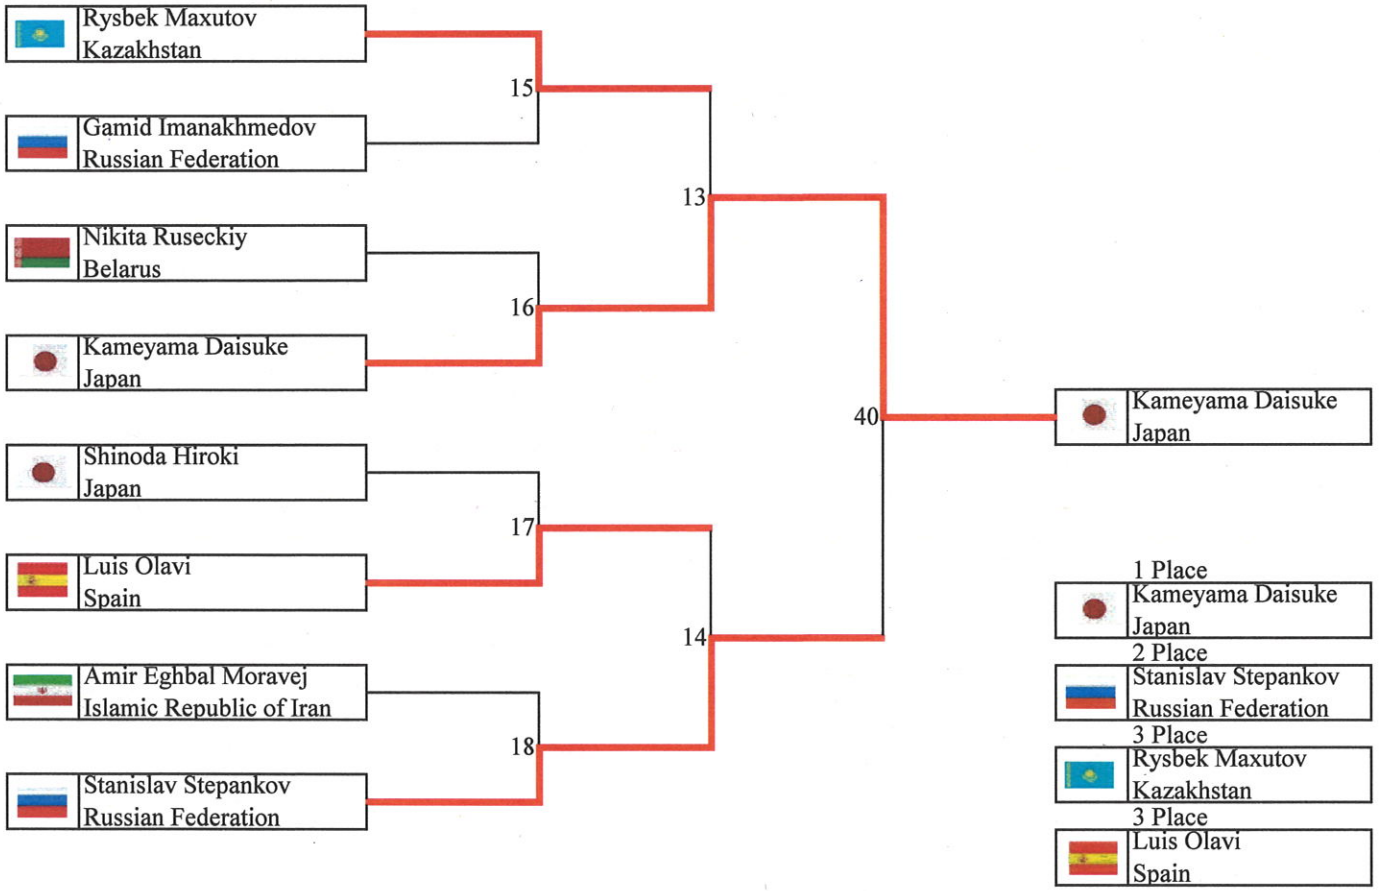 Rysbek Maxutov
Kazakhstan
15
Gamid Imanakhmedov
Russian Federation
13
Nikita Ruseckiy
Belarus
16
Kameyama Daisuke
Japan
40
Kameyama Daisuke
Japan
Shinoda Hiroki
Japan
17
Luis Olavi
Spain
14
Amir Eghbal Moravej
Islamic Republic of Iran
18
Stanislav Stepankov
Russian Federation
1 Place
Kameyama Daisuke
Japan
2 Place
Stanislav Stepankov
Russian Federation
3 Place
Rysbek Maxutov
Kazakhstan
3 Place
Luis Olavi
Spain